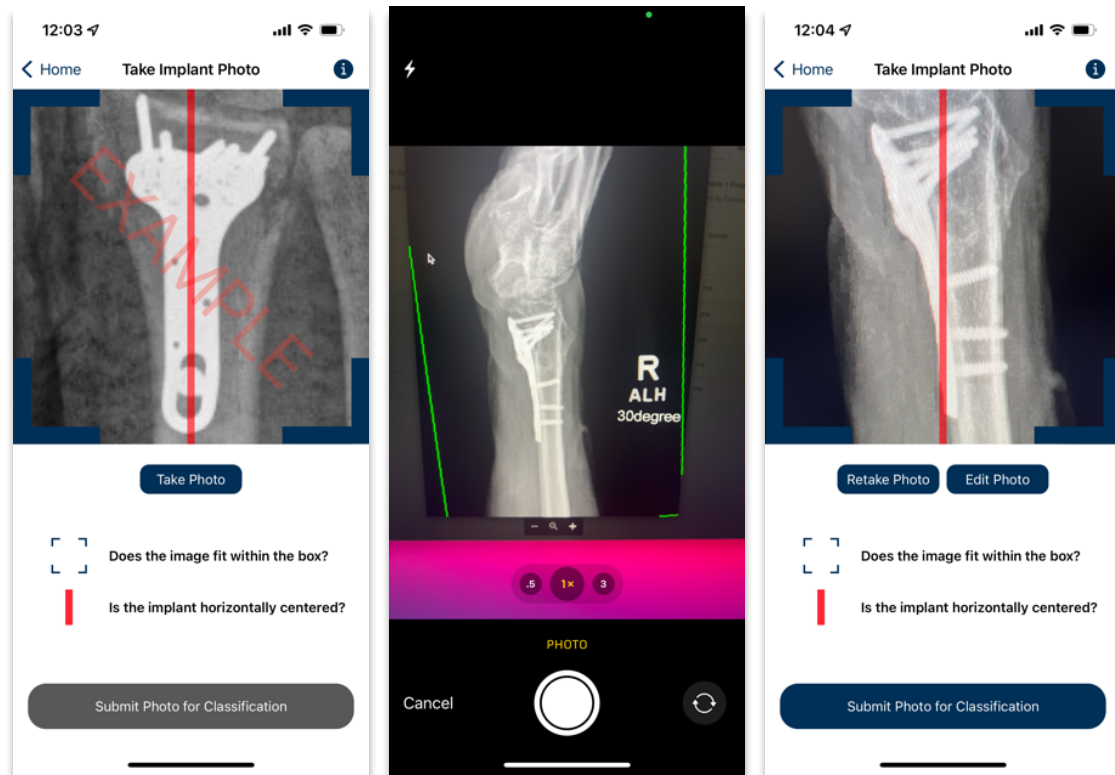 12:03
Home
Take Implant Photo
i
EXAMPLE
Take Photo
Does the image fit within the box?
Is the implant horizontally centered?
Submit Photo for Classification
R
ALH
30degree
.5
1×
3
PHOTO
Cancel
12:04
Home
Take Implant Photo
i
Retake Photo
Edit Photo
Does the image fit within the box?
Is the implant horizontally centered?
Submit Photo for Classification